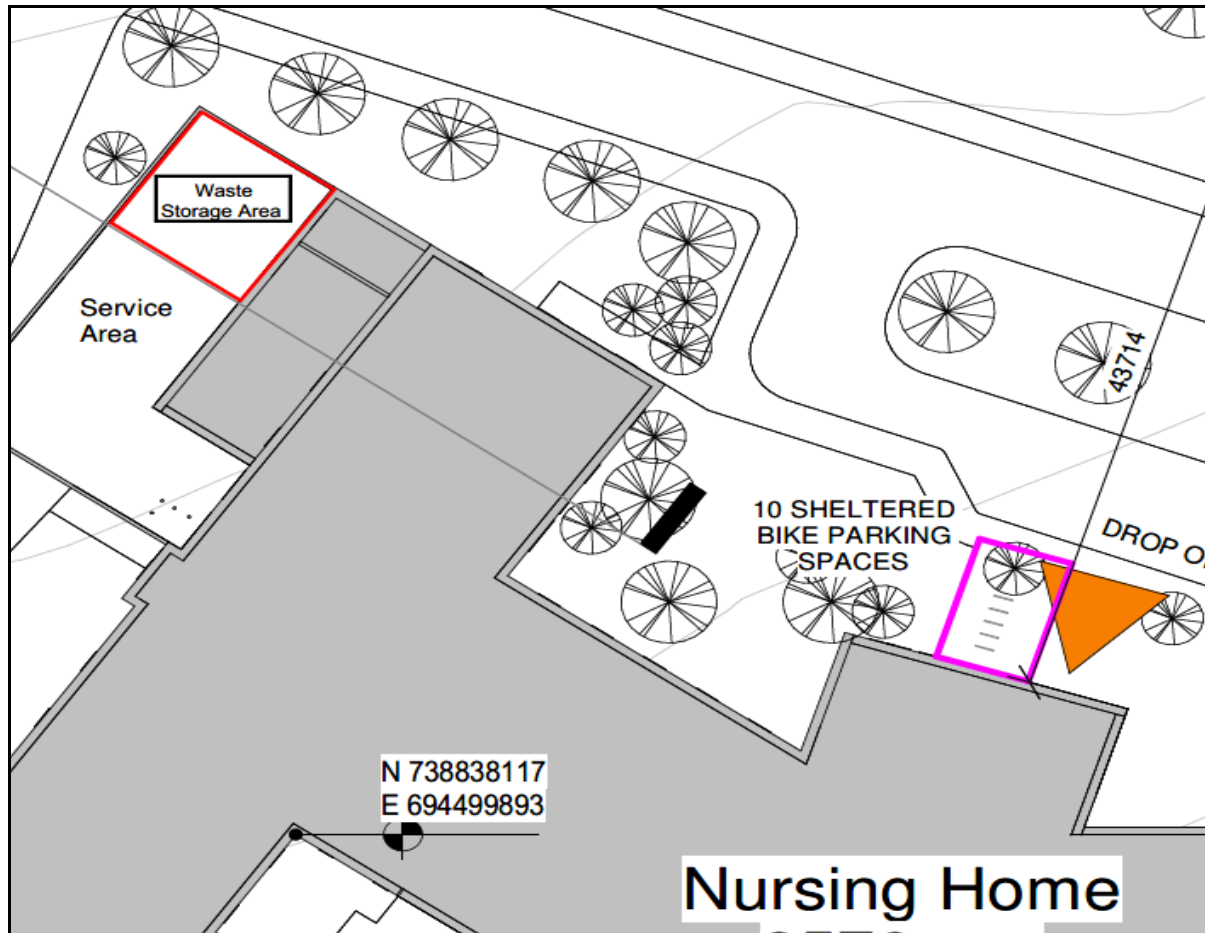 Waste
Storage Area
Service
Area
43714
10 SHELTERED
BIKE PARKING
SPACES
DROP
N 738838117
E 694499893
Nursing Home